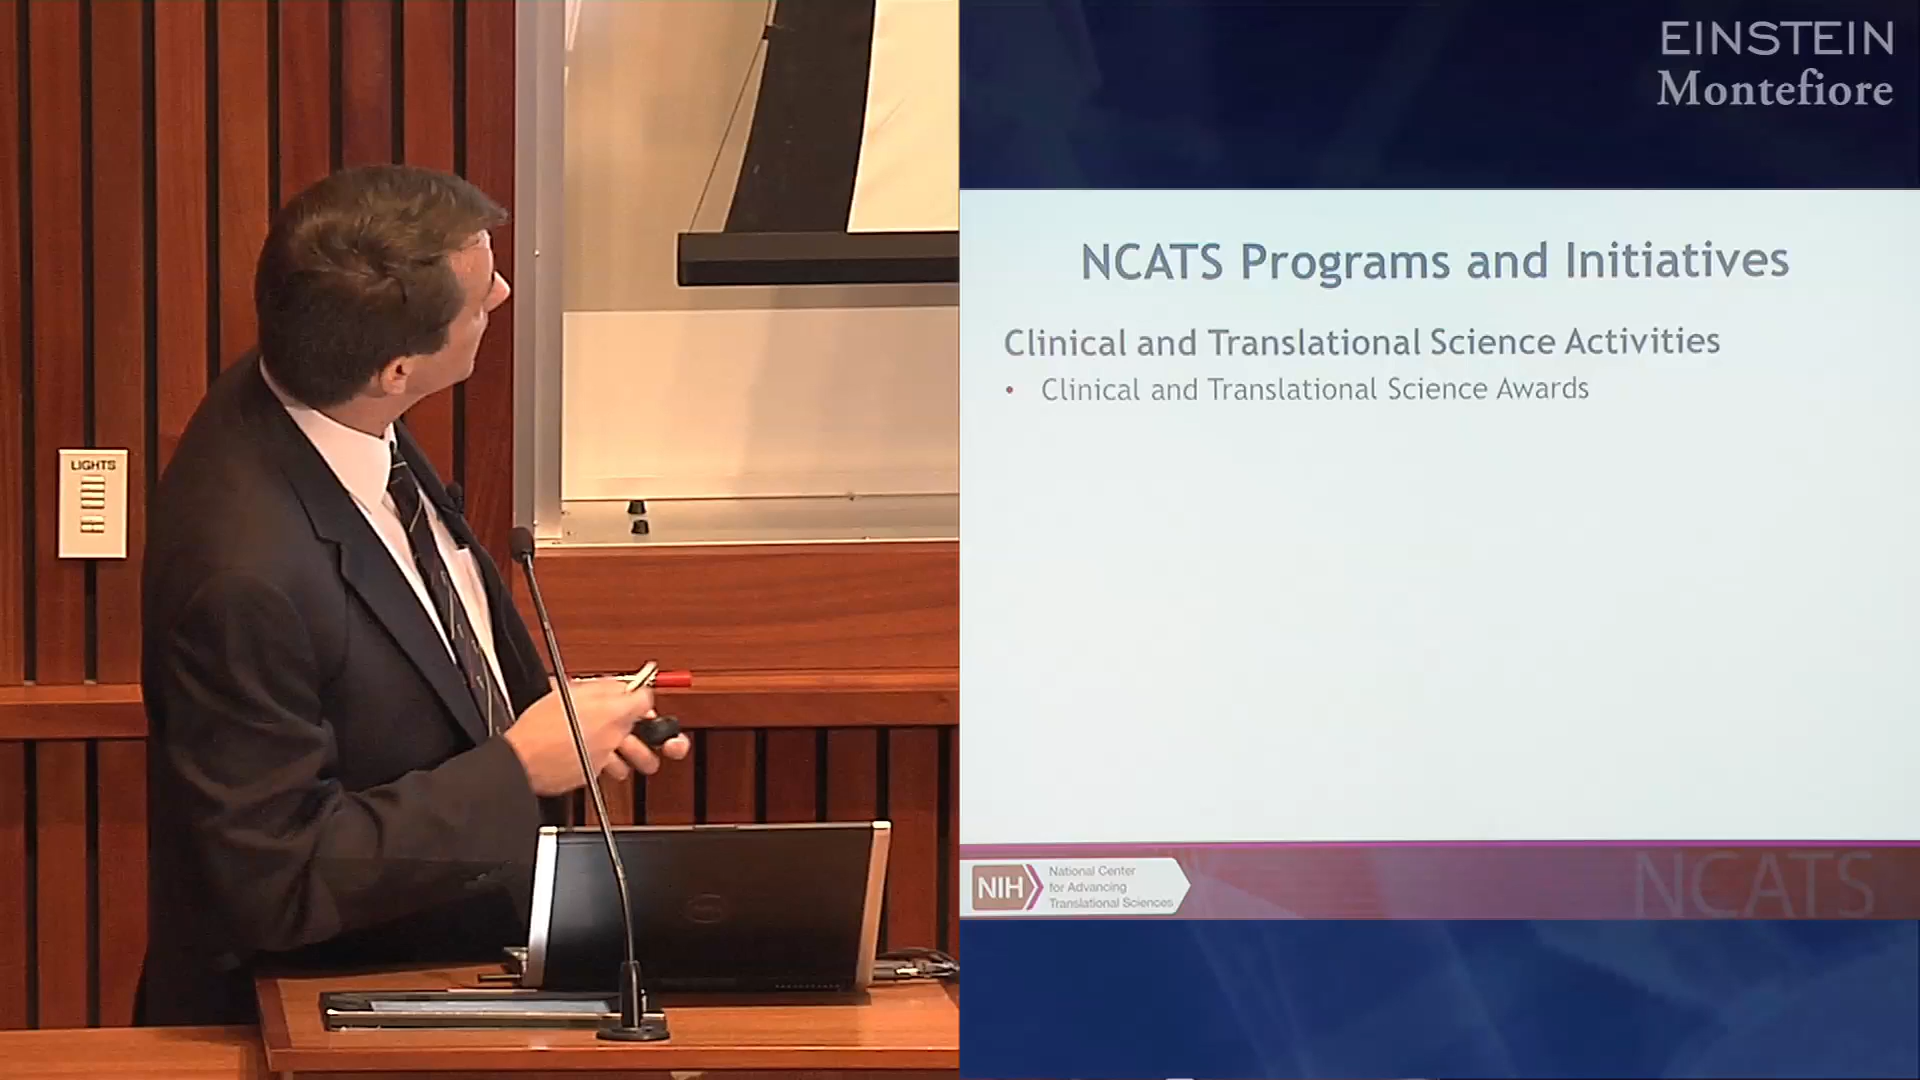 LIGHTS
EINSTEIN
Montefiore
NCATS Programs and Initiatives
Clinical and Translational Science Activities
• Clinical and Translational Science Awards
NIH
National Center
for Advancing
Translational Sciences
NCATS